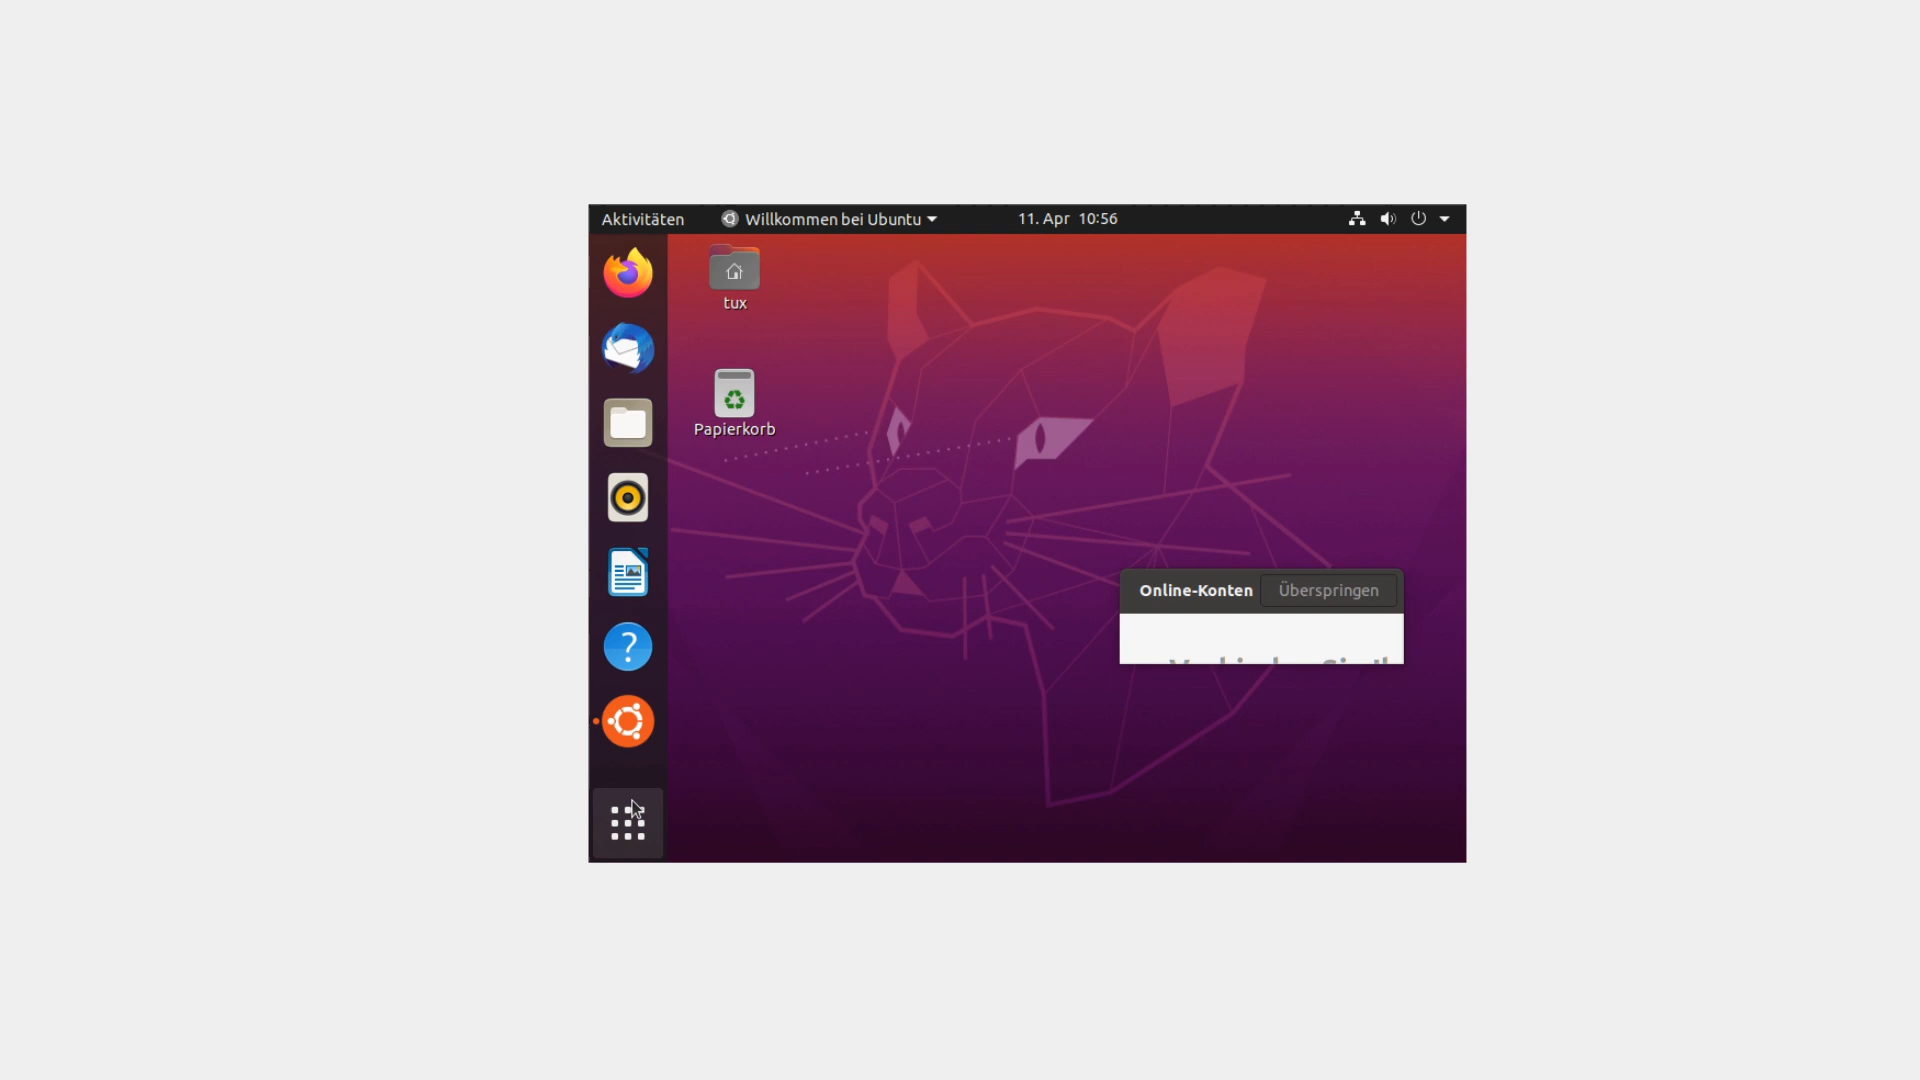 Aktivitäten Willkommen bei Ubuntu 11. Apr 10:56
tux
Papierkorb
Online-Konten Überspringen